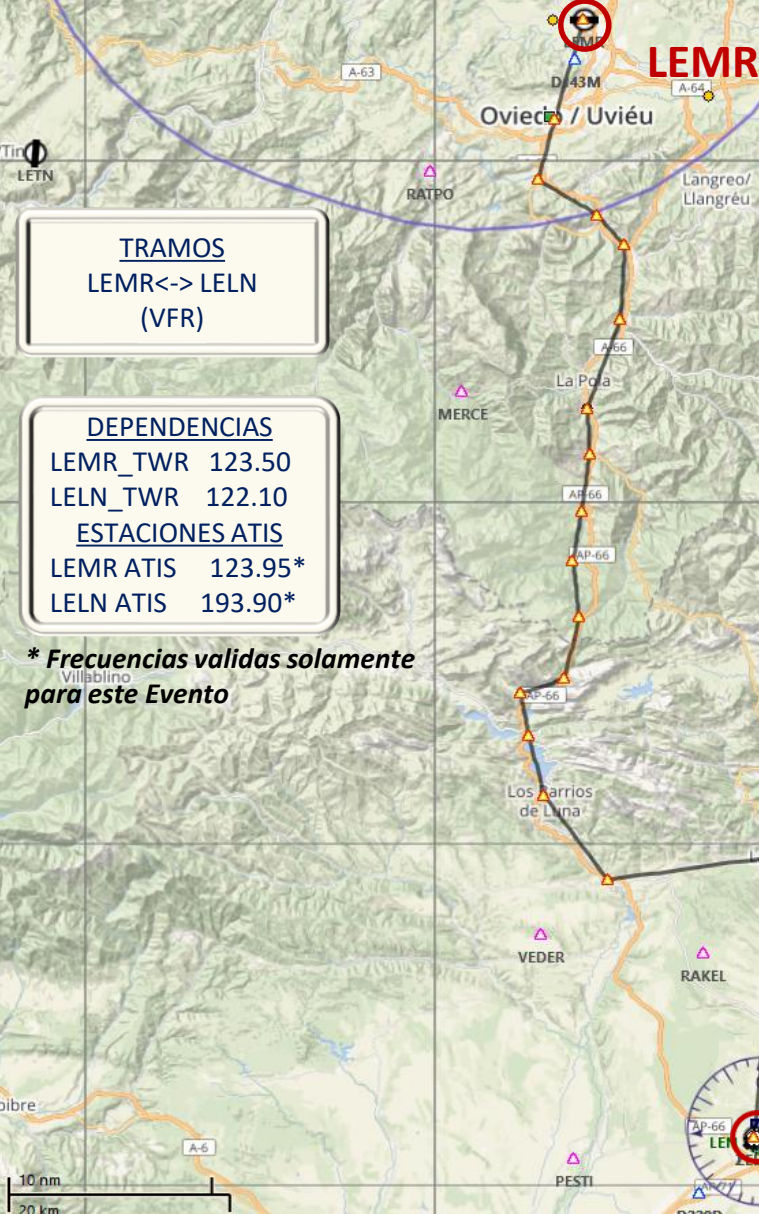 LEMR
A-63
D143M
A-64
Oviedo / Uviéu
LETN
RATPO
Langreo/
Llangréu
TRAMOS
LEMR<-> LELN
(VFR)
A-66
La Pola
MERCE
DEPENDENCIAS
LEMR_TWR 123.50
LELN_TWR 122.10
ESTACIONES ATIS
LEMR ATIS 123.95*
LELN ATIS 193.90*
AP-66
AP-66
* Frecuencias validas solamente
para este Evento
Villablino
AP-66
Los Barrios
de Luna
VEDER
RAKEL
AP-66
A-6
PESTI
10 nm
20 km